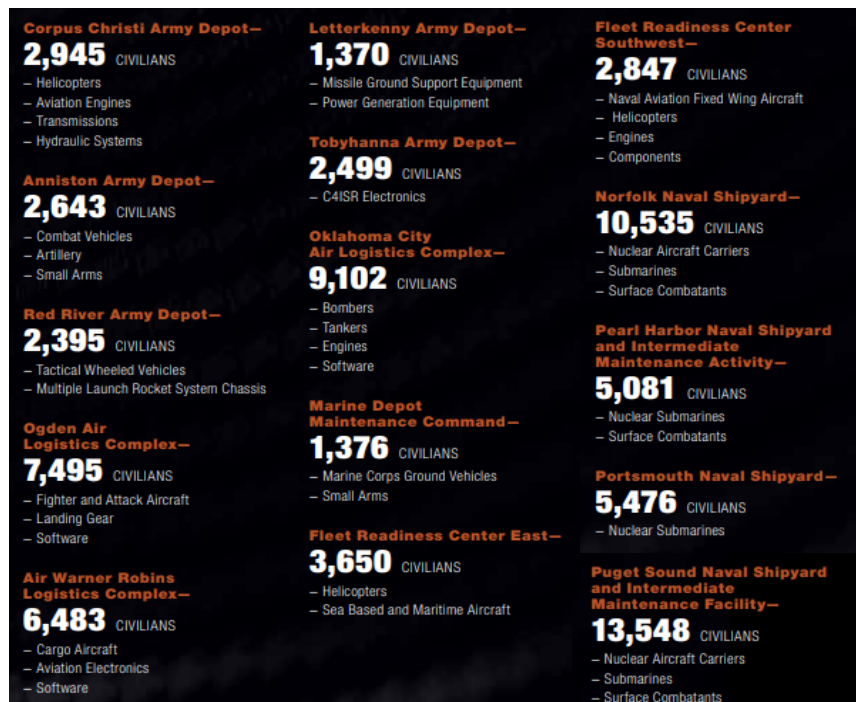 Corpus Christi Army Depot—
2,945 CIVILIANS
– Helicopters
– Aviation Engines
– Transmissions
– Hydraulic Systems
Anniston Army Depot—
2,643 CIVILIANS
– Combat Vehicles
– Artillery
– Small Arms
Red River Army Depot—
2,395 CIVILIANS
– Tactical Wheeled Vehicles
– Multiple Launch Rocket System Chassis
Ogden Air
Logistics Complex—
7,495 CIVILIANS
– Fighter and Attack Aircraft
– Landing Gear
– Software
Air Warner Robins
Logistics Complex—
6,483 CIVILIANS
– Cargo Aircraft
– Aviation Electronics
– Software
Letterkenny Army Depot—
1,370 CIVILIANS
– Missile Ground Support Equipment
– Power Generation Equipment
Tobyhanna Army Depot—
2,499 CIVILIANS
– C4ISR Electronics
Oklahoma City
Air Logistics Complex—
9,102 CIVILIANS
– Bombers
– Tankers
– Engines
– Software
Marine Depot
Maintenance Command—
1,376 CIVILIANS
– Marine Corps Ground Vehicles
– Small Arms
Fleet Readiness Center East—
3,650 CIVILIANS
– Helicopters
– Sea Based and Maritime Aircraft
Fleet Readiness Center
Southwest—
2,847 CIVILIANS
– Naval Aviation Fixed Wing Aircraft
– Helicopters
– Engines
– Components
Norfolk Naval Shipyard—
10,535 CIVILIANS
– Nuclear Aircraft Carriers
– Submarines
– Surface Combatants
Pearl Harbor Naval Shipyard
and Intermediate
Maintenance Activity—
5,081 CIVILIANS
– Nuclear Submarines
– Surface Combatants
Portsmouth Naval Shipyard—
5,476 CIVILIANS
– Nuclear Submarines
Puget Sound Naval Shipyard
and Intermediate
Maintenance Facility—
13,548 CIVILIANS
– Nuclear Aircraft Carriers
– Submarines
– Surface Combatants